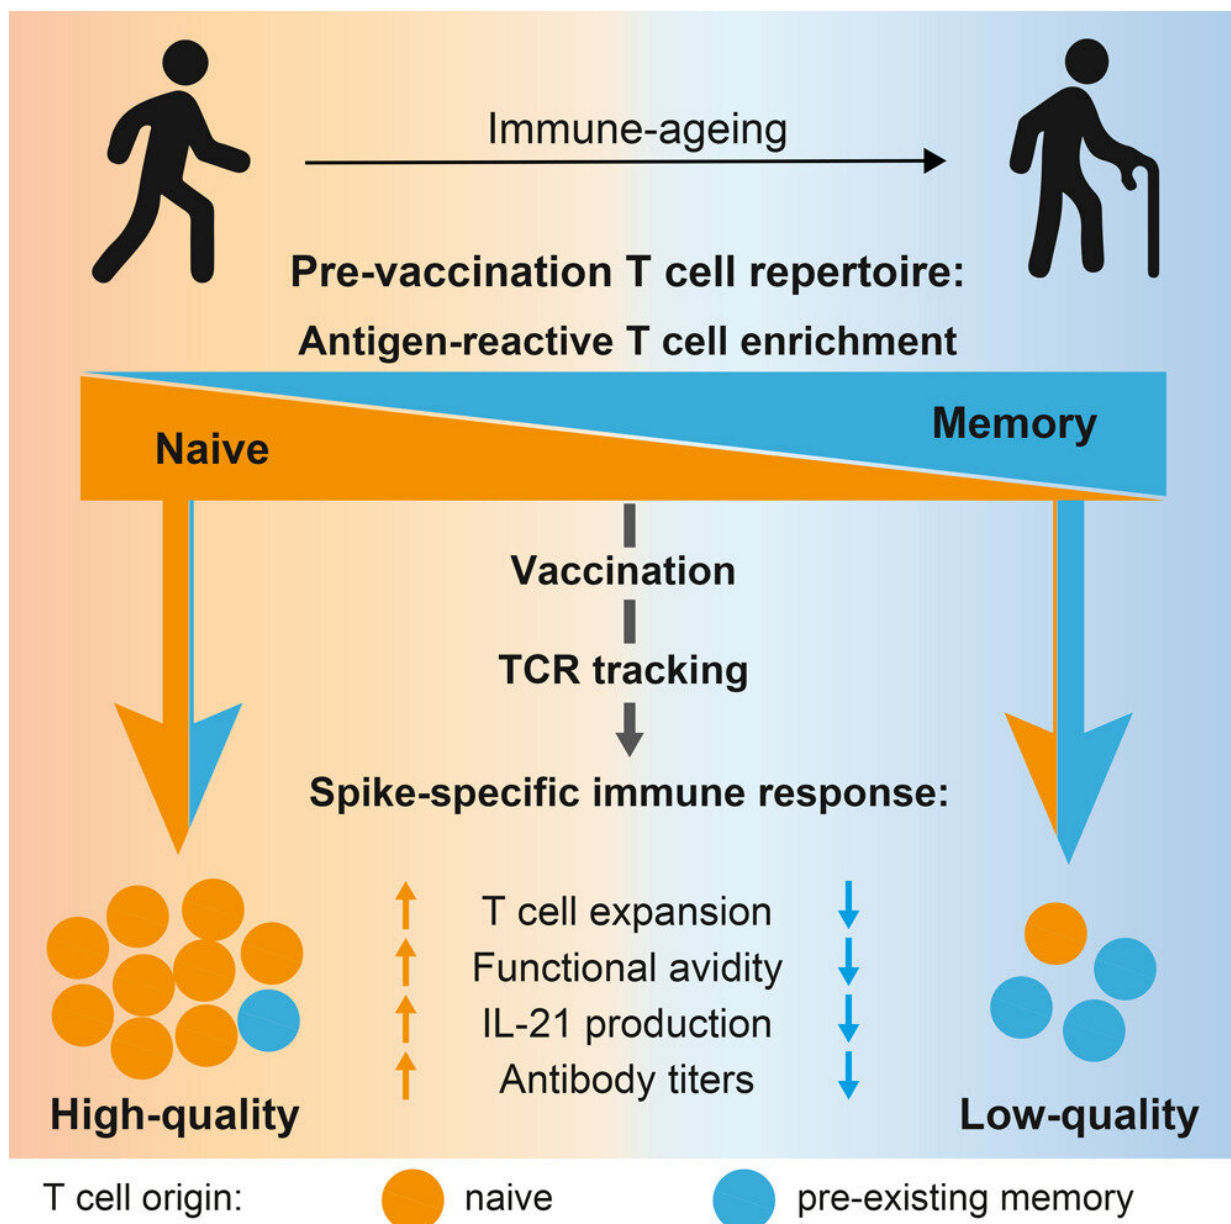 Immune-ageing
Pre-vaccination T cell repertoire:
Antigen-reactive T cell enrichment
Naive
Memory
Vaccination
TCR tracking
Spike-specific immune response:
T cell expansion
Functional avidity
IL-21 production
Antibody titers
High-quality
Low-quality
T cell origin: naive pre-existing memory